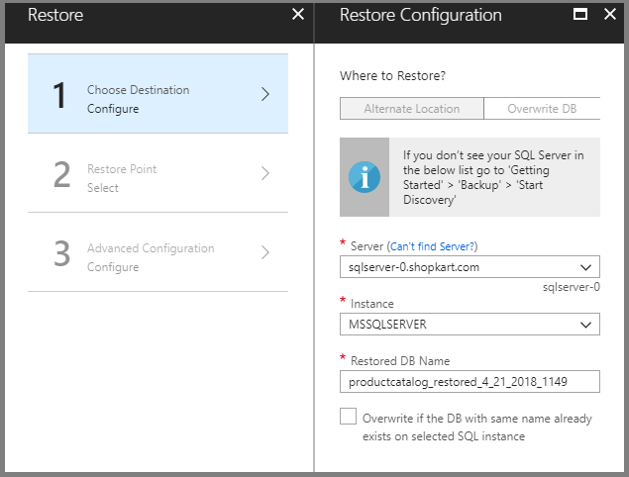 Restore
1
Choose Destination
Configure
2
Restore Point
Select
3
Advanced Configuration
Configure
Restore Configuration
Where to Restore?
Alternate Location
Overwrite DB
If you don't see your SQL Server in
the below list go to 'Getting
Started' > 'Backup' > 'Start
Discovery'
* Server (Can't find Server?)
sqlserver-0.shopkart.com
sqlserver-0
* Instance
MSSQLSERVER
* Restored DB Name
productcatalog_restored_4_21_2018_1149
Overwrite if the DB with same name already
exists on selected SQL instance